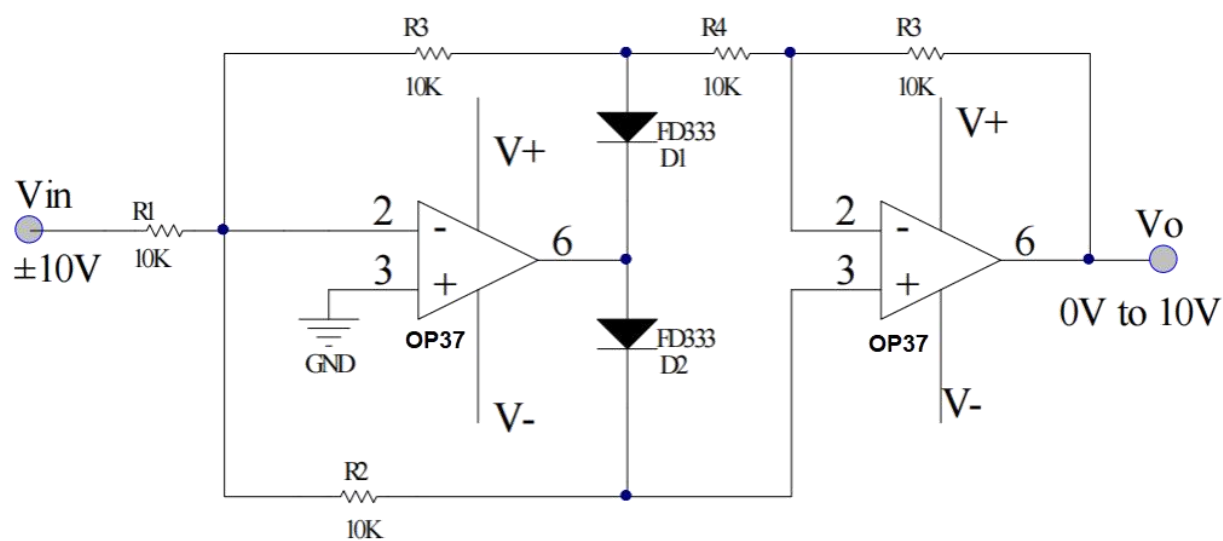 R3
R4
R3
10K
10K
10K
V+
FD333
D1
V+
Vin
R1
2
-
6
2
-
6
Vo
±10V
10K
3
+
3
+
0V to 10V
GND
OP37
FD333
D2
OP37
V-
V-
R2
10K